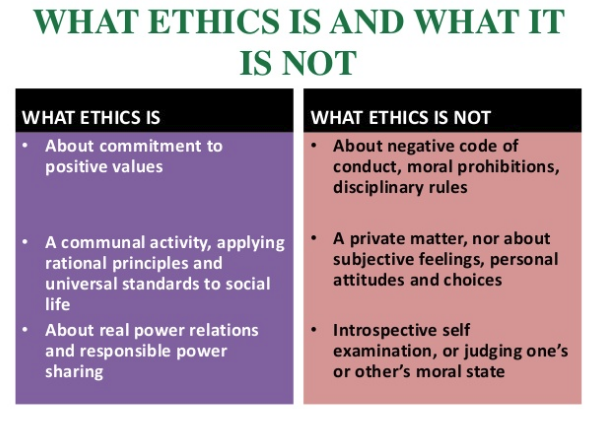 WHAT ETHICS IS AND WHAT IT
IS NOT
WHAT ETHICS IS
• About commitment to
positive values
• A communal activity, applying
rational principles and
universal standards to social
life
• About real power relations
and responsible power
sharing
WHAT ETHICS IS NOT
• About negative code of
conduct, moral prohibitions,
disciplinary rules
• A private matter, nor about
subjective feelings, personal
attitudes and choices
• Introspective self
examination, or judging one’s
or other’s moral state